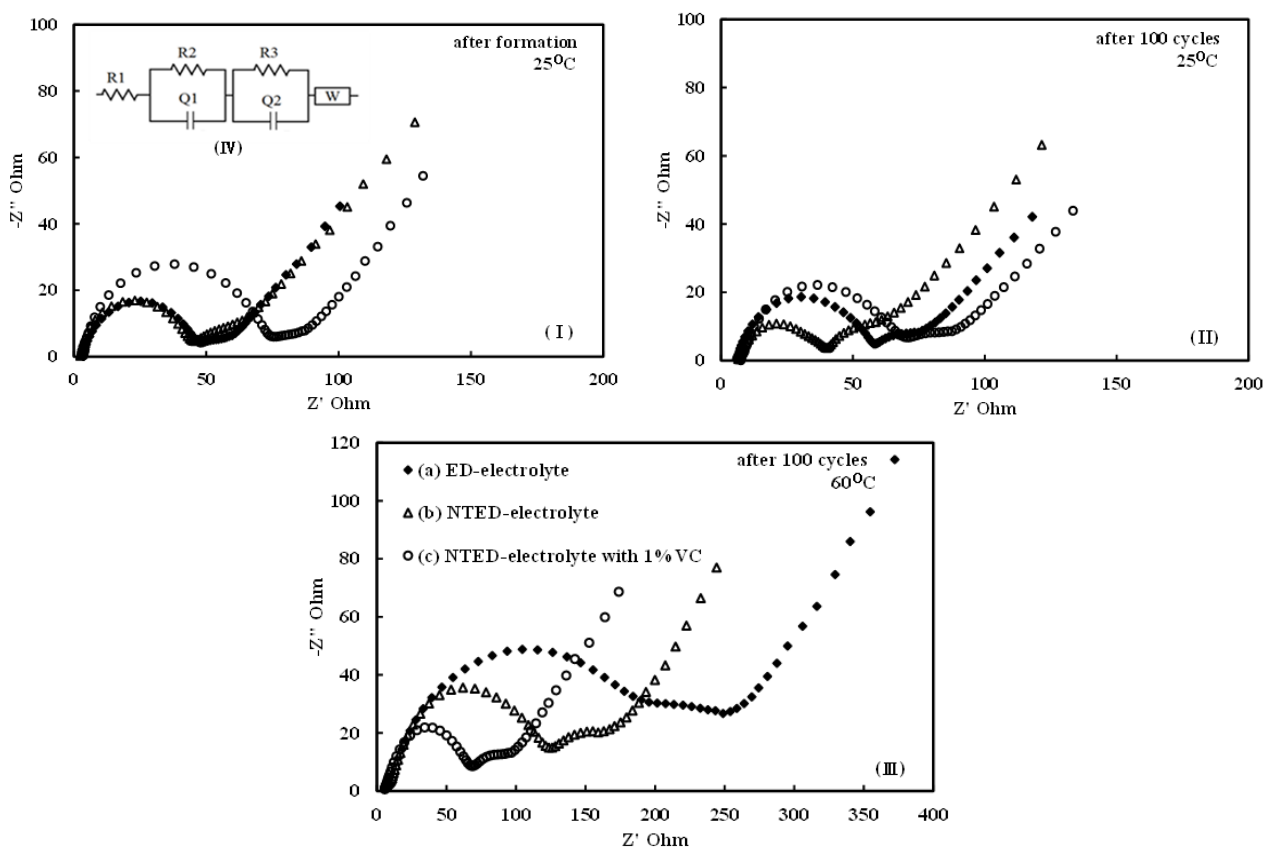 100
80
60
40
20
0
-Z'' Ohm
0
50
100
150
200
Z' Ohm
after formation
25⁰C
R1
R2
Q1
R3
Q2
W
(IV)
(I)
100
80
60
40
20
0
-Z'' Ohm
0
50
100
150
200
Z' Ohm
after 100 cycles
25⁰C
(II)
120
100
80
60
40
20
0
-Z'' Ohm
0
50
100
150
200
250
300
350
400
Z' Ohm
(a) ED-electrolyte
(b) NTED-electrolyte
(c) NTED-electrolyte with 1% VC
after 100 cycles
60⁰C
(III)